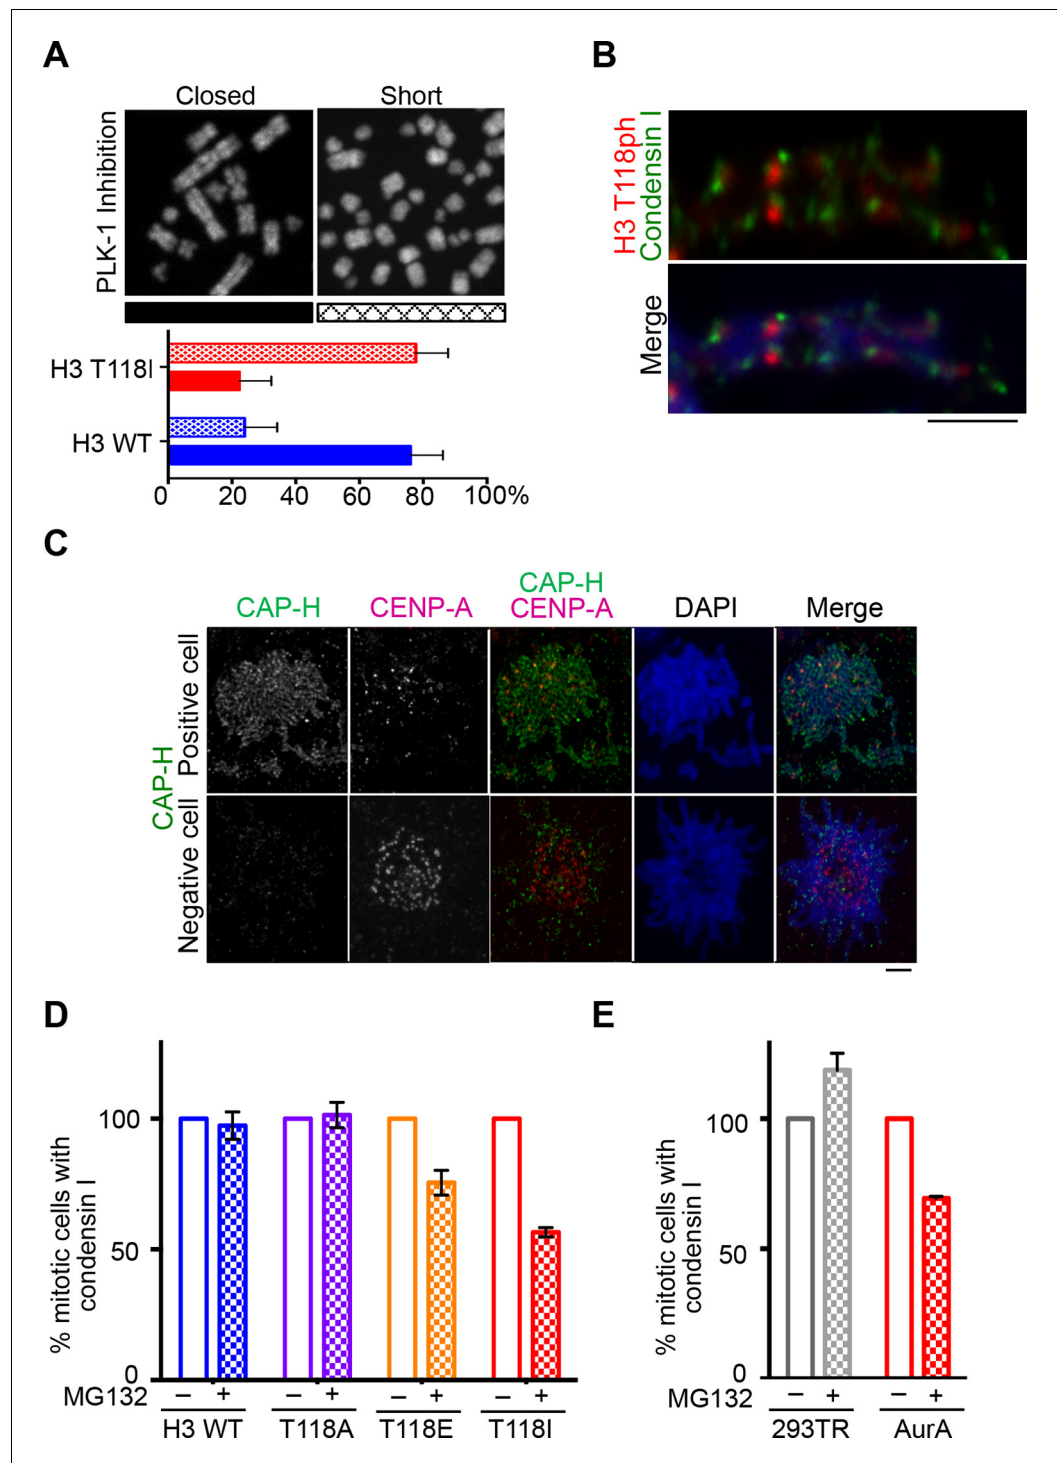 A
Closed
Short
PLK-1 Inhibition
H3 T118I
H3 WT
0 20 40 60 80 100%
B
H3 T118ph
Condensin I
Merge
C
CAP-H
CENP-A
CAP-H
CENP-A
DAPI
Merge
CAP-H
Positive cell
Negative cell
D
% mitotic cells with
condensin I
100
50
0
MG132 – + – + – + – +
H3 WT T118A T118E T118I
E
% mitotic cells with
condensin I
100
50
0
MG132 – + – +
293TR AurA